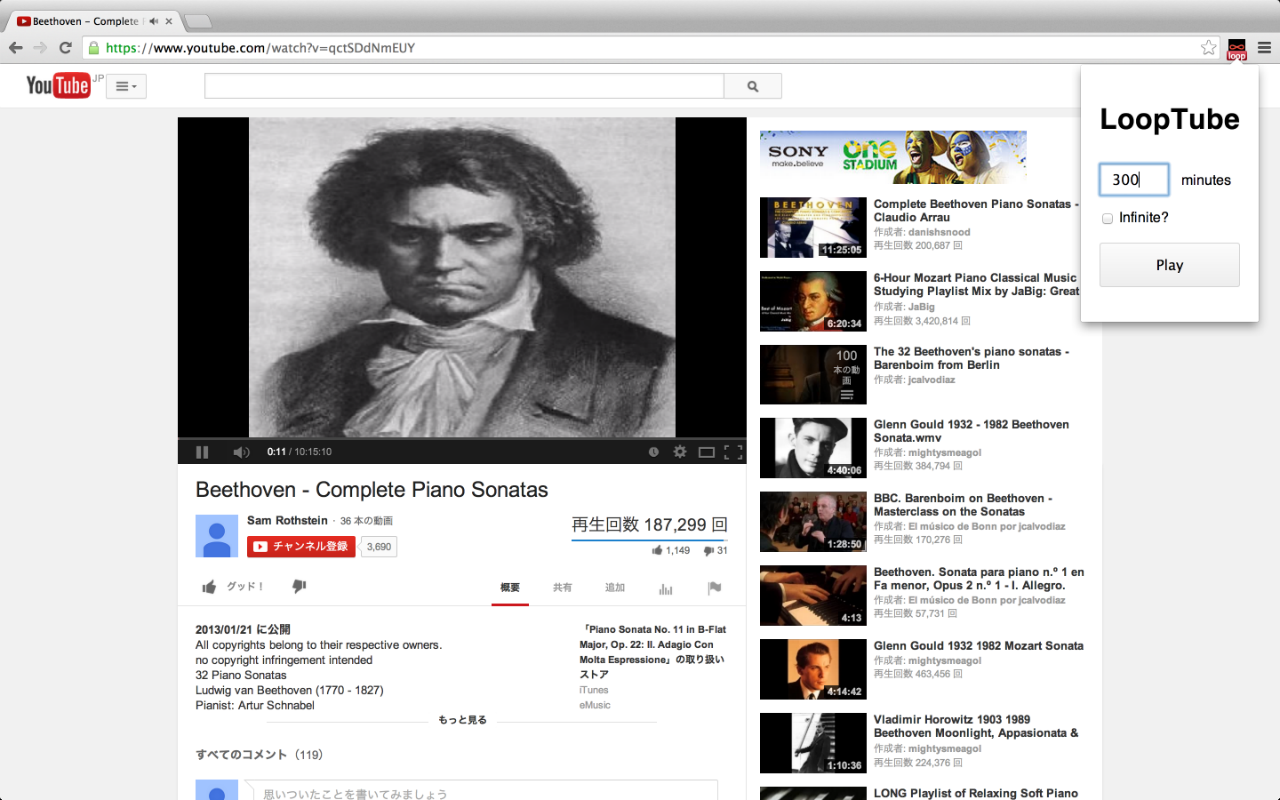 Beethoven – Complete
https://www.youtube.com/watch?v=qctSDdNmEUY
loop
YouTube JP
LoopTube
300 minutes
Infinite?
Play
0:11 / 10:15:10
Beethoven - Complete Piano Sonatas
Sam Rothstein · 36 本の動画
チャンネル登録 3,690
再生回数 187,299 回
1,149 31
グッド！
概要 共有 追加
2013/01/21 に公開
All copyrights belong to their respective owners.
no copyright infringement intended
32 Piano Sonatas
Ludwig van Beethoven (1770 - 1827)
Pianist: Artur Schnabel
「Piano Sonata No. 11 in B-Flat
Major, Op. 22: II. Adagio Con
Molta Espressione」の取り扱い
ストア
iTunes
eMusic
もっと見る
すべてのコメント（119）
思いついたことを書いてみましょう
SONY
make.believe
one
STADIUM
BEETHOVEN
11:25:05
Complete Beethoven Piano Sonatas -
Claudio Arrau
作成者: danishsnood
再生回数 200,687 回
Best of Mozart
6:20:34
6-Hour Mozart Piano Classical Music
Studying Playlist Mix by JaBig: Great
作成者: JaBig
再生回数 3,420,814 回
100
本の動
画
The 32 Beethoven's piano sonatas -
Barenboim from Berlin
作成者: jcalvodiaz
4:40:06
Glenn Gould 1932 - 1982 Beethoven
Sonata.wmv
作成者: mightysmeagol
再生回数 384,794 回
1:28:50
BBC. Barenboim on Beethoven -
Masterclass on the Sonatas
作成者: El músico de Bonn por jcalvodiaz
再生回数 170,276 回
4:13
Beethoven. Sonata para piano n.º 1 en
Fa menor, Opus 2 n.º 1 - I. Allegro.
作成者: El músico de Bonn por jcalvodiaz
再生回数 57,731 回
4:14:42
Glenn Gould 1932 1982 Mozart Sonata
作成者: mightysmeagol
再生回数 463,456 回
1:10:36
Vladimir Horowitz 1903 1989
Beethoven Moonlight, Appasionata &
作成者: mightysmeagol
再生回数 224,376 回
LONG Playlist of Relaxing Soft Piano